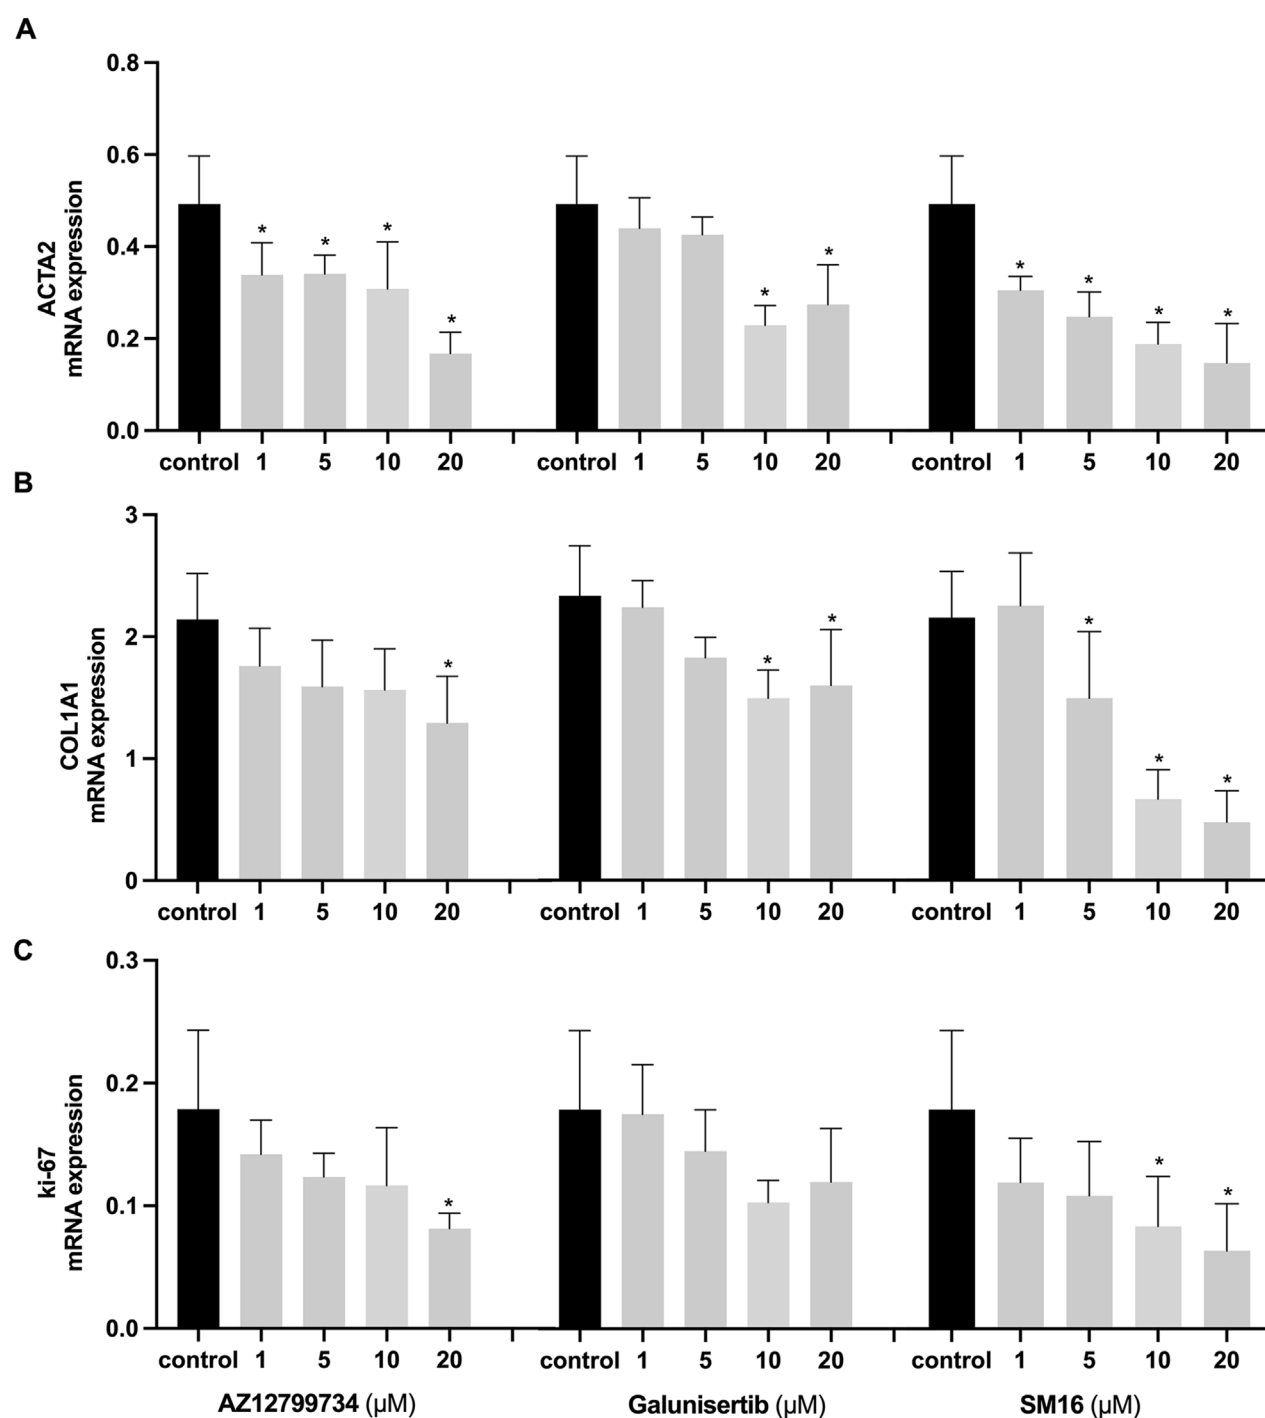 A
0.8
0.6
0.4
0.2
0.0
ACTA2
mRNA expression
* * * * * * * * * *
control 1 5 10 20 control 1 5 10 20 control 1 5 10 20
B
3
2
1
0
COL1A1
mRNA expression
* * * * * *
control 1 5 10 20 control 1 5 10 20 control 1 5 10 20
C
0.3
0.2
0.1
0.0
ki-67
mRNA expression
* * *
control 1 5 10 20 control 1 5 10 20 control 1 5 10 20
AZ12799734 (µM) Galunisertib (µM) SM16 (µM)